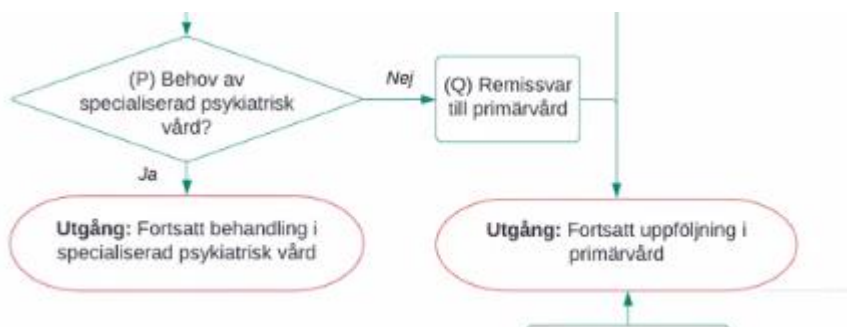 (P) Behov av
specialiserad psykiatrisk
vård?
Nej
(Q) Remissvar
till primärvård
Ja
Utgång: Fortsatt behandling i
specialiserad psykiatrisk vård
Utgång: Fortsatt uppföljning i
primärvård